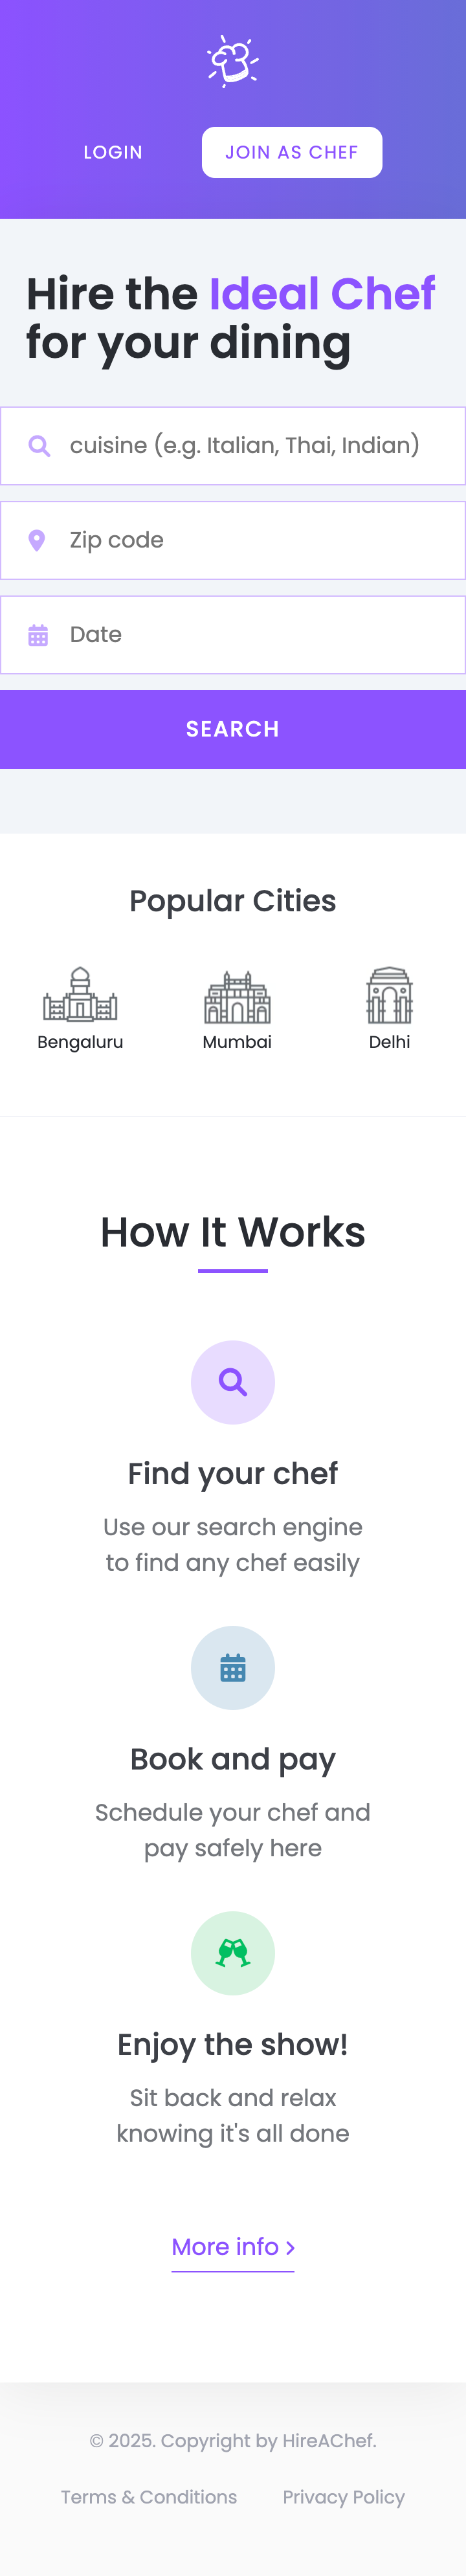 LOGIN
JOIN AS CHEF
Hire the Ideal Chef
for your dining
cuisine (e.g. Italian, Thai, Indian)
Zip code
Date
SEARCH
Popular Cities
Bengaluru
Mumbai
Delhi
How It Works
Find your chef
Use our search engine
to find any chef easily
Book and pay
Schedule your chef and
pay safely here
Enjoy the show!
Sit back and relax
knowing it's all done
More info
© 2025. Copyright by HireAChef.
Terms & Conditions
Privacy Policy